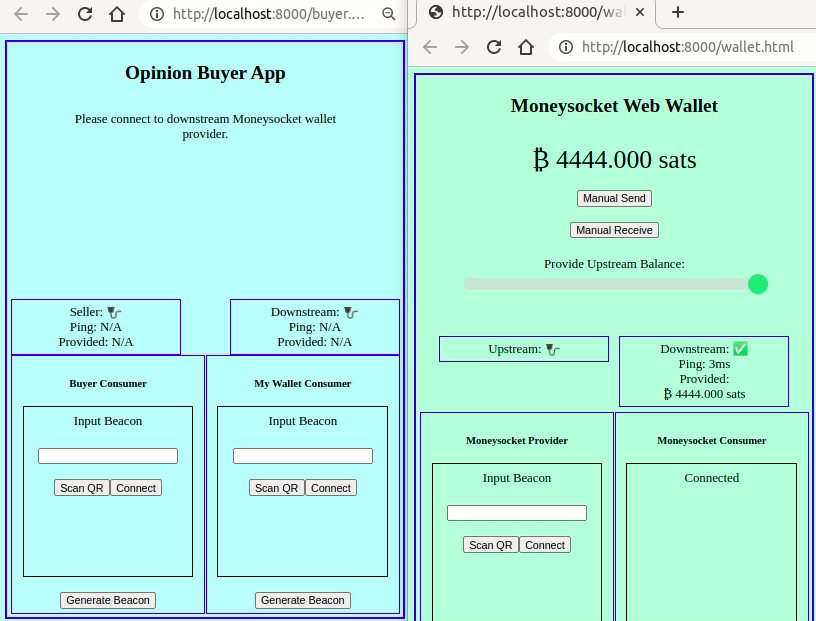 http://localhost:8000/buyer....
Opinion Buyer App
Please connect to downstream Moneysocket wallet
provider.
Seller:
Ping: N/A
Provided: N/A
Downstream:
Ping: N/A
Provided: N/A
Buyer Consumer
Input Beacon
Scan QR Connect
Generate Beacon
My Wallet Consumer
Input Beacon
Scan QR Connect
Generate Beacon
http://localhost:8000/wal
http://localhost:8000/wallet.html
Moneysocket Web Wallet
₿ 4444.000 sats
Manual Send
Manual Receive
Provide Upstream Balance:
Upstream:
Downstream: ✅
Ping: 3ms
Provided:
₿ 4444.000 sats
Moneysocket Provider
Input Beacon
Scan QR Connect
Moneysocket Consumer
Connected